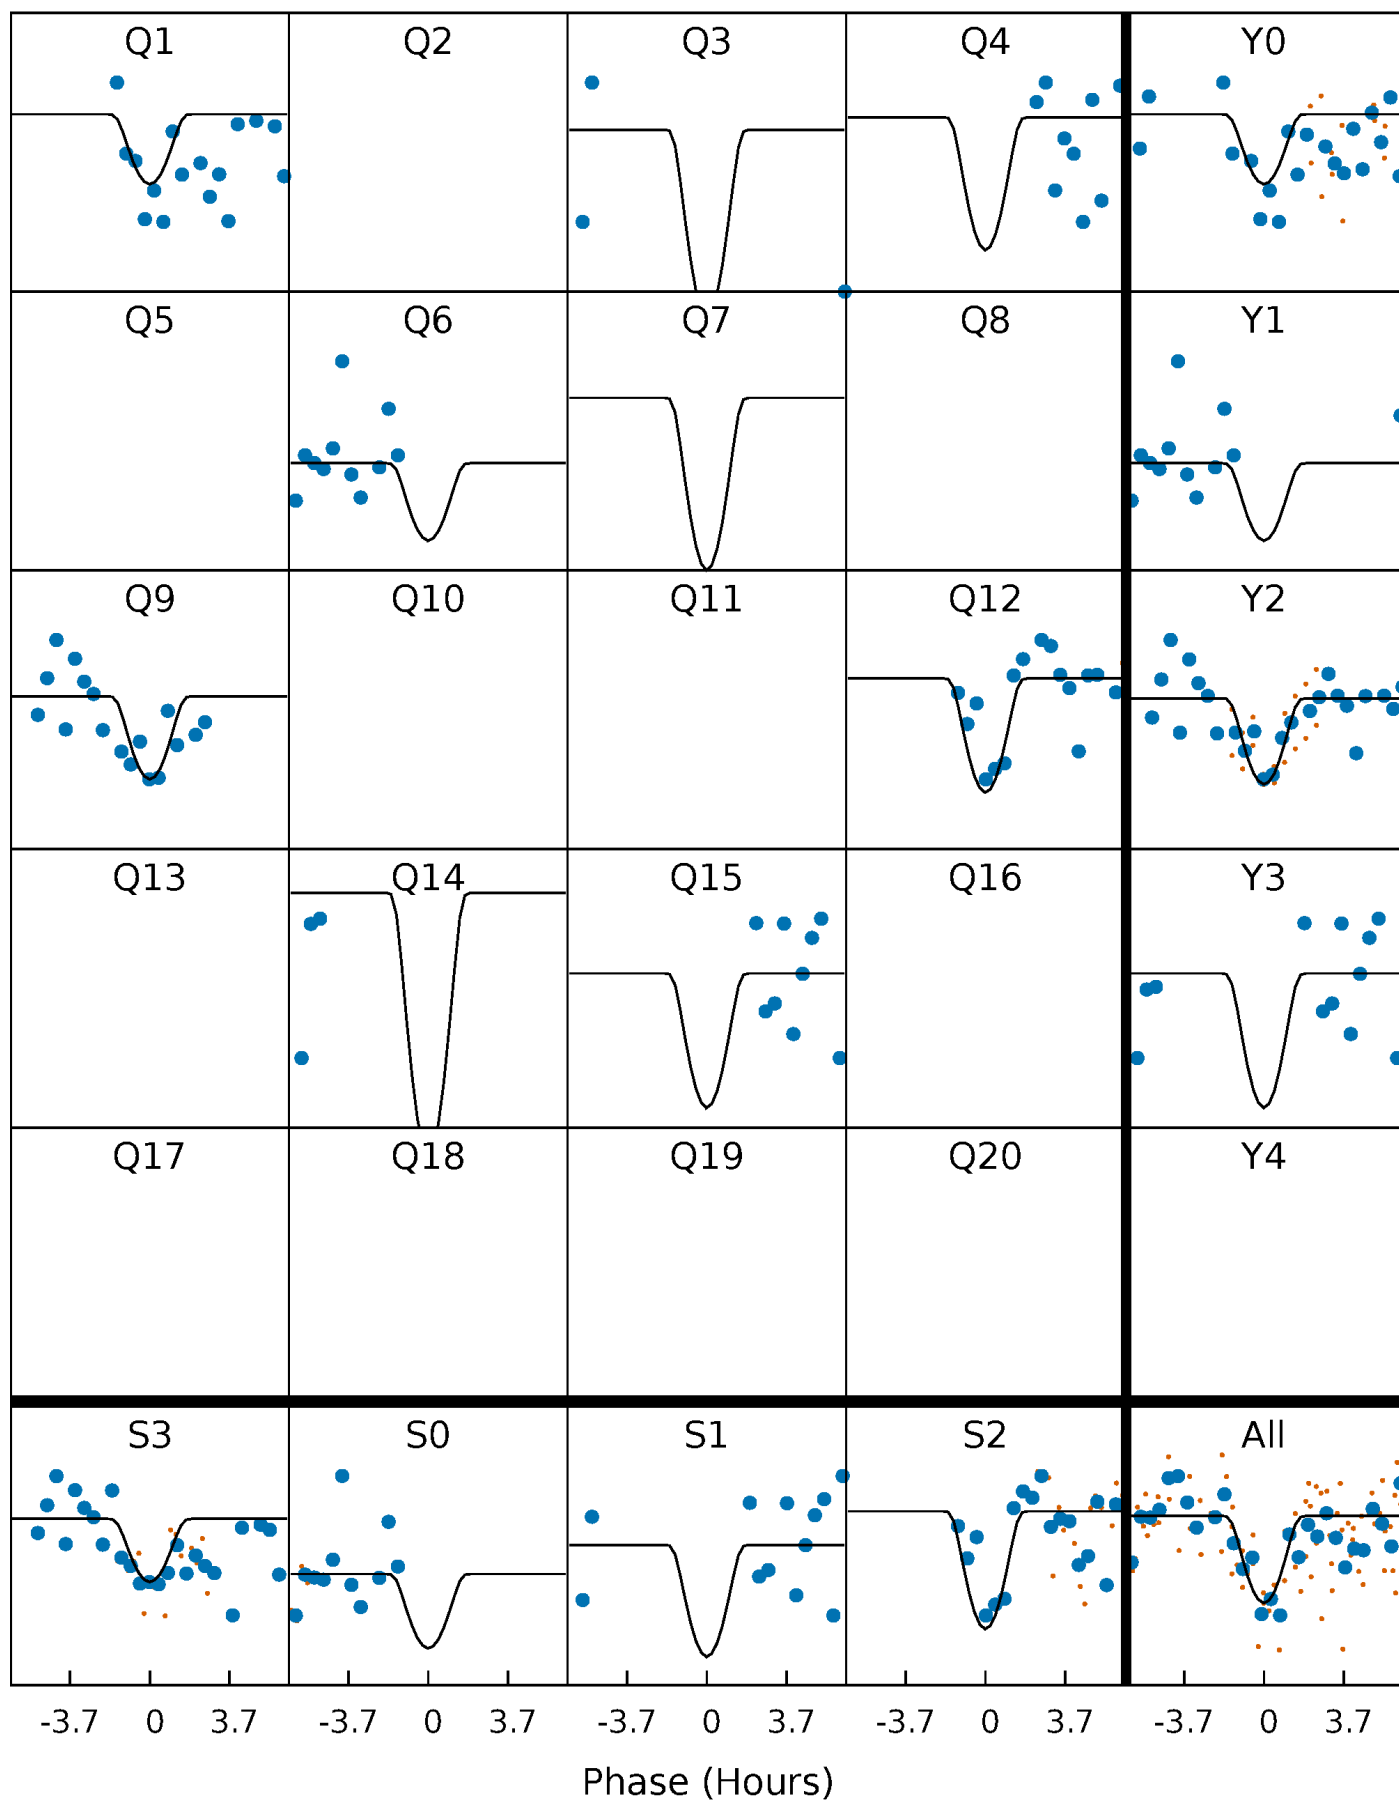 Q1 Q2 Q3 Q4 Y0
Q5 Q6 Q7 Q8 Y1
Q9 Q10 Q11 Q12 Y2
Q13 Q14 Q15 Q16 Y3
Q17 Q18 Q19 Q20 Y4
S3 S0 S1 S2 All
-3.7 0 3.7 -3.7 0 3.7 -3.7 0 3.7 -3.7 0 3.7 -3.7 0 3.7
Phase (Hours)